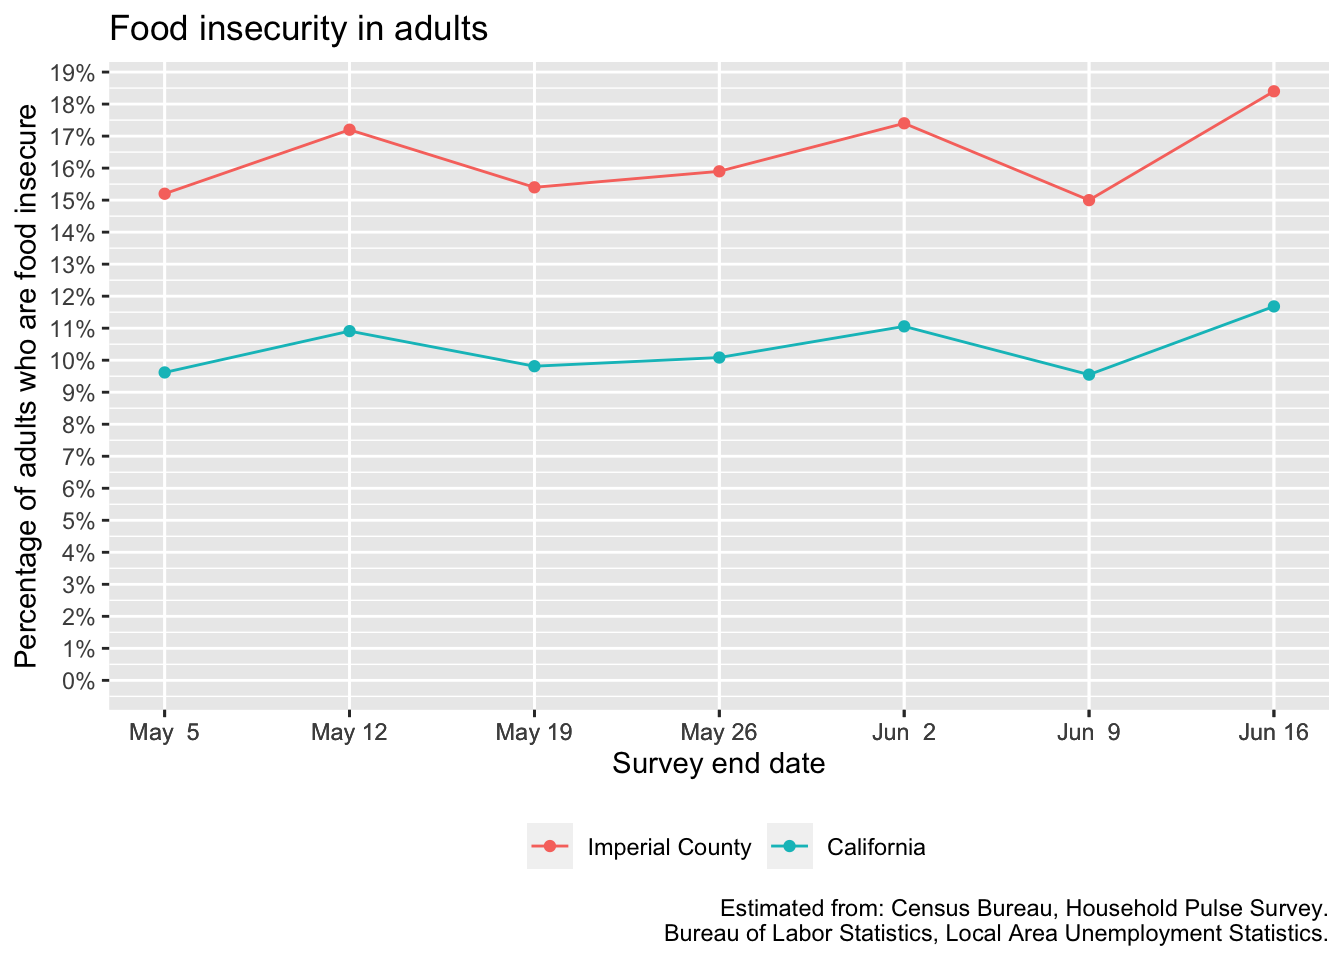 Food insecurity in adults
Percentage of adults who are food insecure
19%
18%
17%
16%
15%
14%
13%
12%
11%
10%
9%
8%
7%
6%
5%
4%
3%
2%
1%
0%
May  5 May 12 May 19 May 26 Jun  2 Jun  9 Jun 16
Survey end date
Imperial County California
Estimated from: Census Bureau, Household Pulse Survey.
Bureau of Labor Statistics, Local Area Unemployment Statistics.